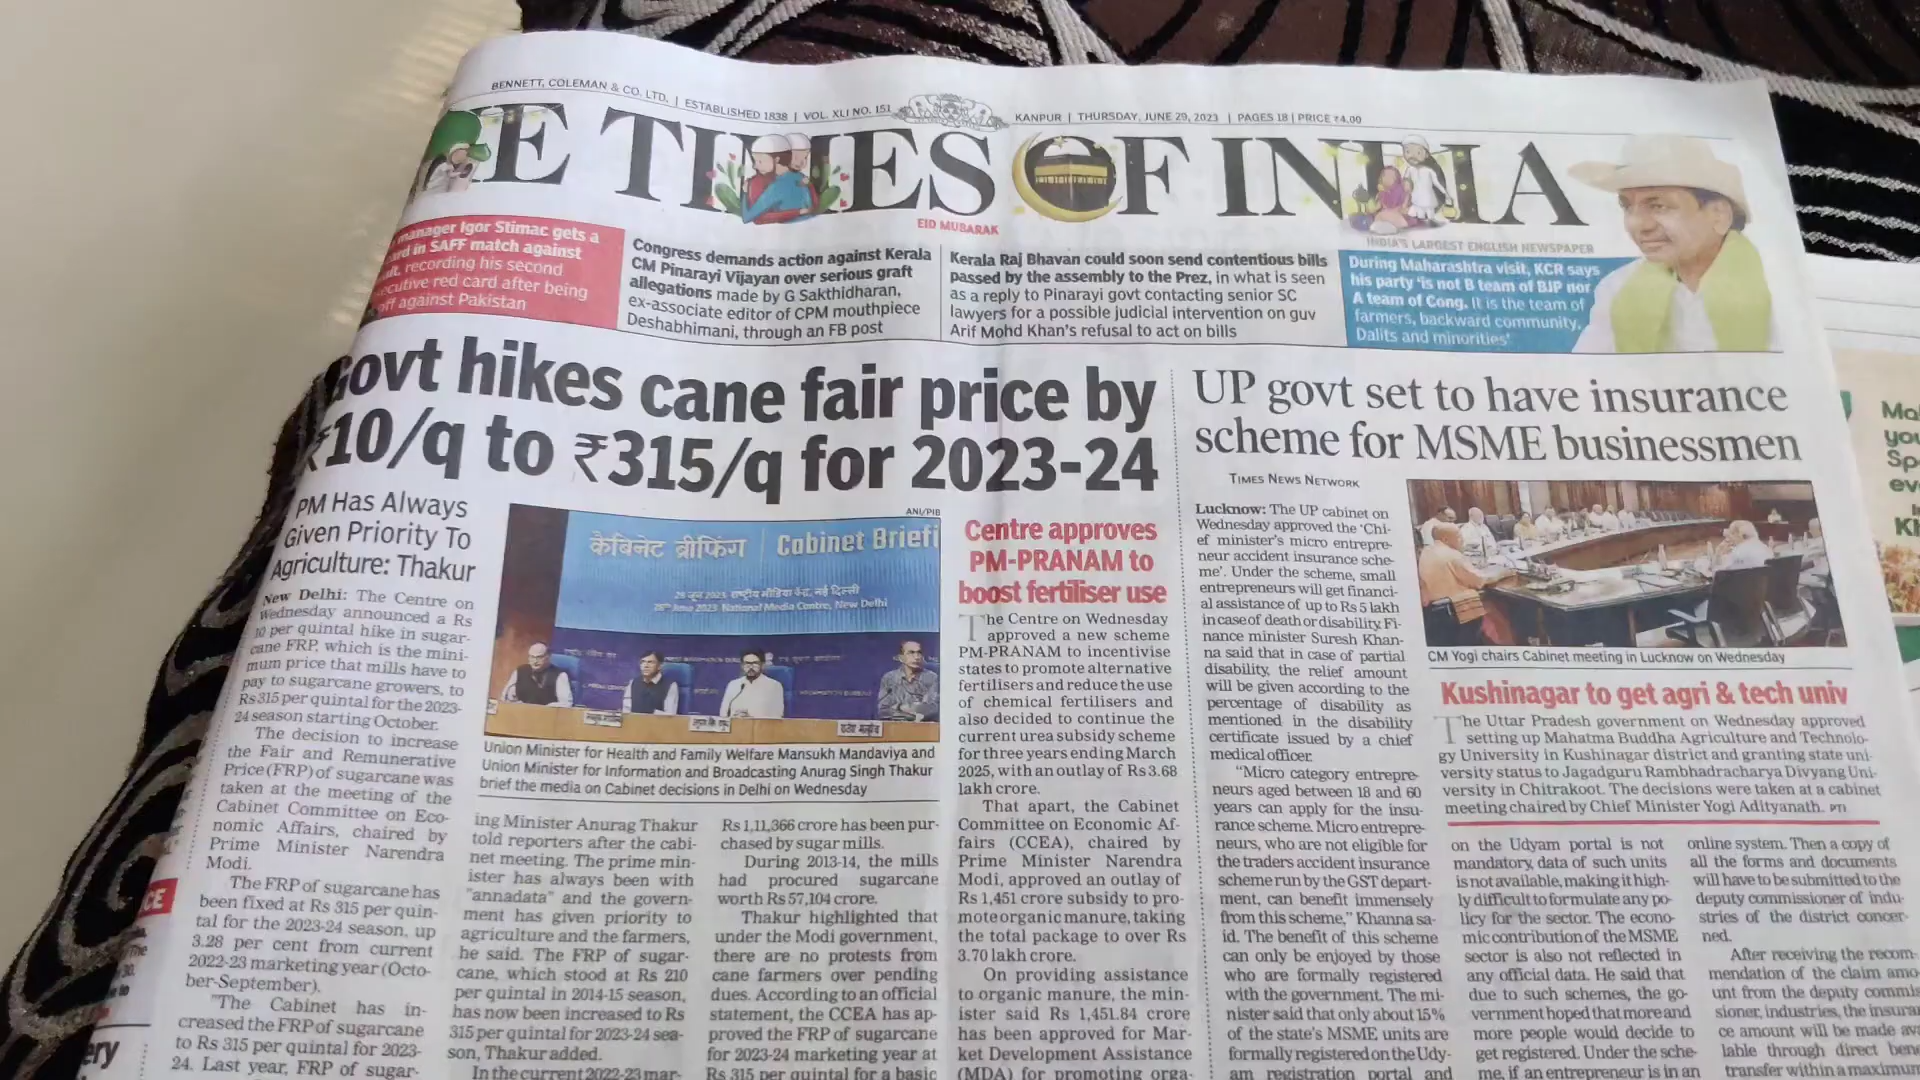 BENNETT, COLEMAN & CO. LTD. | ESTABLISHED 1838 | VOL. XLI NO. 151
KANPUR | THURSDAY, JUNE 29, 2023 | PAGES 18 | PRICE ₹4.00
E TIMES OF INDIA
EID MUBARAK
INDIA'S LARGEST ENGLISH NEWSPAPER
manager Igor Stimac gets a
in SAFF match against
recording his second
red card after being
against Pakistan
Congress demands action against Kerala
CM Pinarayi Vijayan over serious graft
allegations made by G Sakthidharan,
ex-associate editor of CPM mouthpiece
Deshabhimani, through an FB post
Kerala Raj Bhavan could soon send contentious bills
passed by the assembly to the Prez, in what is seen
as a reply to Pinarayi govt contacting senior SC
lawyers for a possible judicial intervention on guv
Arif Mohd Khan's refusal to act on bills
During Maharashtra visit, KCR says
his party 'is not B team of BJP nor
A team of Cong. It is the team of
farmers, backward community,
Dalits and minorities'
Govt hikes cane fair price by
₹10/q to ₹315/q for 2023-24
PM Has Always
Given Priority To
Agriculture: Thakur
New Delhi: The Centre on
Wednesday announced a Rs
10 per quintal hike in sugar-
cane FRP, which is the mini-
mum price that mills have to
pay to sugarcane growers, to
Rs 315 per quintal for the 2023-
24 season starting October.
The decision to increase
the Fair and Remunerative
Price (FRP) of sugarcane was
taken at the meeting of the
Cabinet Committee on Eco-
nomic Affairs, chaired by
Prime Minister Narendra
Modi.
The FRP of sugarcane has
been fixed at Rs 315 per quin-
tal for the 2023-24 season, up
3.28 per cent from current
2022-23 marketing year (Octo-
ber-September).
"The Cabinet has in-
creased the FRP of sugarcane
to Rs 315 per quintal for 2023-
24. Last year, FRP of sugar-
ANI/PIB
कैबिनेट ब्रीफिंग | Cabinet Briefi
28 जून 2023 राष्ट्रीय मीडिया केंद्र, नई दिल्ली
28th June 2023 National Media Centre, New Delhi
Union Minister for Health and Family Welfare Mansukh Mandaviya and
Union Minister for Information and Broadcasting Anurag Singh Thakur
brief the media on Cabinet decisions in Delhi on Wednesday
ing Minister Anurag Thakur
told reporters after the cabi-
net meeting. The prime min-
ister has always been with
"annadata" and the govern-
ment has given priority to
agriculture and the farmers,
he said. The FRP of sugar-
cane, which stood at Rs 210
per quintal in 2014-15 season,
has now been increased to Rs
315 per quintal for 2023-24 sea-
son, Thakur added.
In the current 2022-23 mar-
Rs 1,11,366 crore has been pur-
chased by sugar mills.
During 2013-14, the mills
had procured sugarcane
worth Rs 57,104 crore.
Thakur highlighted that
under the Modi government,
there are no protests from
cane farmers over pending
dues. According to an official
statement, the CCEA has ap-
proved the FRP of sugarcane
for 2023-24 marketing year at
Rs 315 per quintal for a basic
Centre approves
PM-PRANAM to
boost fertiliser use
The Centre on Wednesday
approved a new scheme
PM-PRANAM to incentivise
states to promote alternative
fertilisers and reduce the use
of chemical fertilisers and
also decided to continue the
current urea subsidy scheme
for three years ending March
2025, with an outlay of Rs 3.68
lakh crore.
That apart, the Cabinet
Committee on Economic Af-
fairs (CCEA), chaired by
Prime Minister Narendra
Modi, approved an outlay of
Rs 1,451 crore subsidy to pro-
mote organic manure, taking
the total package to over Rs
3.70 lakh crore.
On providing assistance
to organic manure, the min-
ister said Rs 1,451.84 crore
has been approved for Mar-
ket Development Assistance
(MDA) for promoting orga-
UP govt set to have insurance
scheme for MSME businessmen
TIMES NEWS NETWORK
Lucknow: The UP cabinet on
Wednesday approved the 'Chi-
ef minister's micro entrepre-
neur accident insurance sche-
me'. Under the scheme, small
entrepreneurs will get financi-
al assistance of up to Rs 5 lakh
in case of death or disability. Fi-
nance minister Suresh Khan-
na said that in case of partial
disability, the relief amount
will be given according to the
percentage of disability as
mentioned in the disability
certificate issued by a chief
medical officer.
"Micro category entrepre-
neurs aged between 18 and 60
years can apply for the insu-
rance scheme. Micro entrepre-
neurs, who are not eligible for
the traders accident insurance
scheme run by the GST depart-
ment, can benefit immensely
from this scheme," Khanna sa-
id. The benefit of this scheme
can only be enjoyed by those
who are formally registered
with the government. The mi-
nister said that only about 15%
of the state's MSME units are
formally registered on the Udy-
am registration portal and
CM Yogi chairs Cabinet meeting in Lucknow on Wednesday
Kushinagar to get agri & tech univ
The Uttar Pradesh government on Wednesday approved
setting up Mahatma Buddha Agriculture and Technolo-
gy University in Kushinagar district and granting state uni-
versity status to Jagadguru Rambhadracharya Divyang Uni-
versity in Chitrakoot. The decisions were taken at a cabinet
meeting chaired by Chief Minister Yogi Adityanath. PTI
on the Udyam portal is not
mandatory, data of such units
is not available, making it high-
ly difficult to formulate any po-
licy for the sector. The econo-
mic contribution of the MSME
sector is also not reflected in
any official data. He said that
due to such schemes, the go-
vernment hoped that more and
more people would decide to
get registered. Under the sche-
me, if an entrepreneur is in an
online system. Then a copy of
all the forms and documents
will have to be submitted to the
deputy commissioner of indu-
stries of the district concer-
ned.
After receiving the recom-
mendation of the claim amo-
unt from the deputy commis
sioner, industries, the insuran
ce amount will be made ava
lable through direct bene
transfer within a maximum